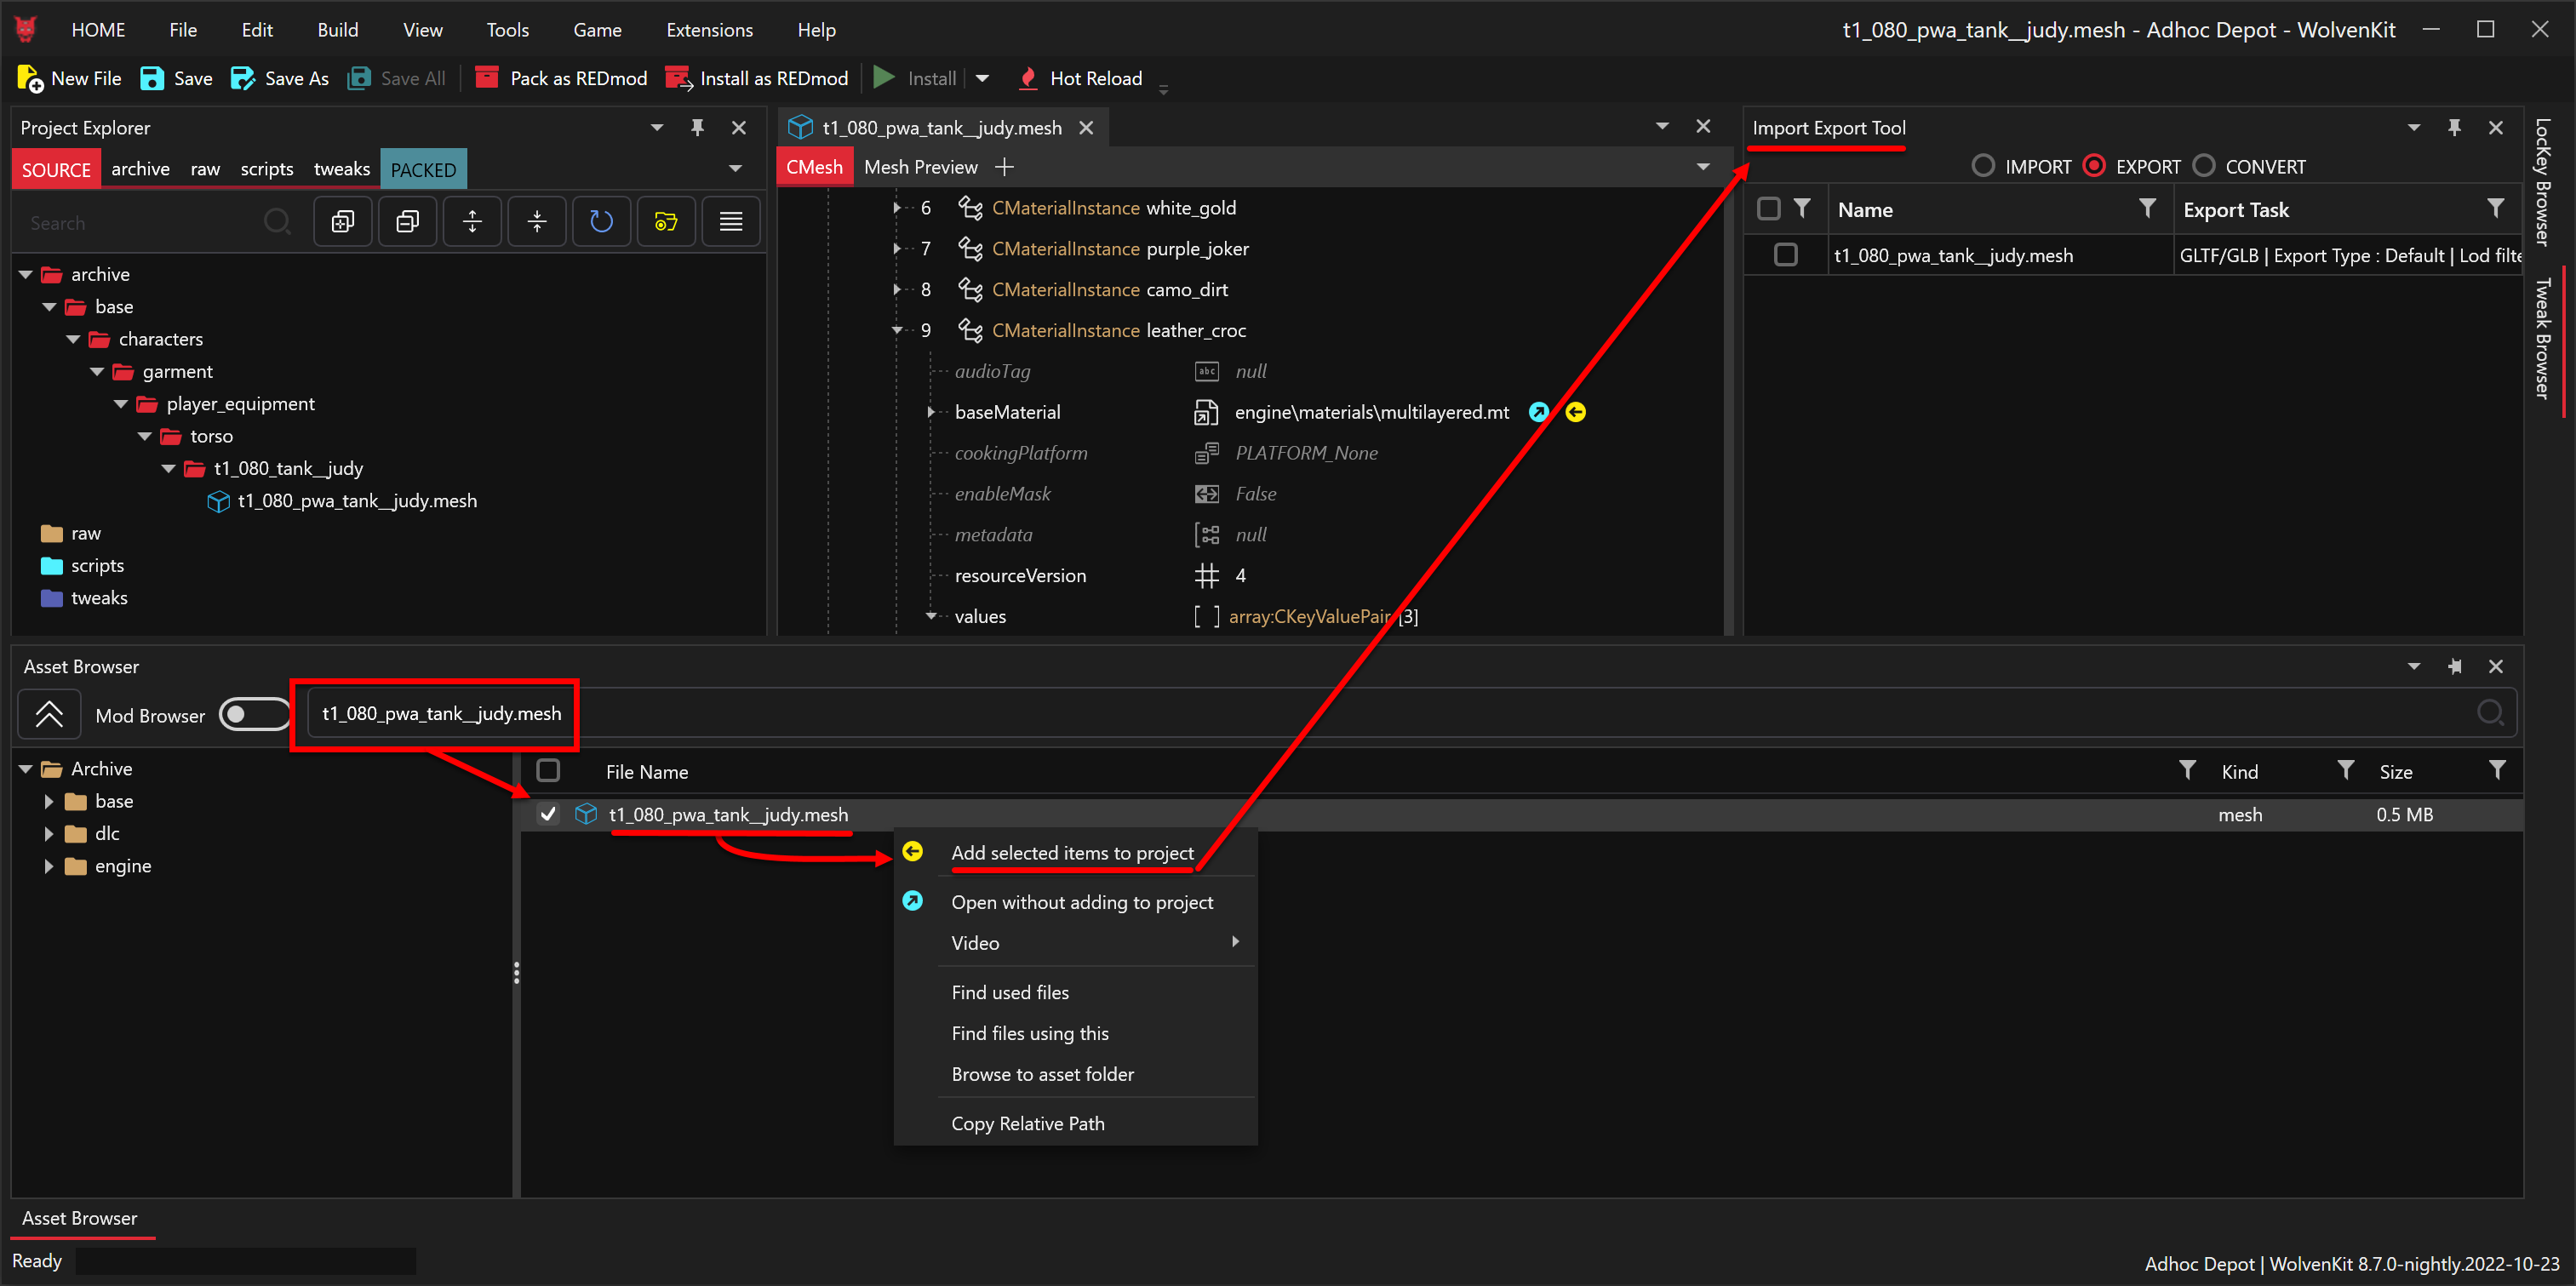 HOME File Edit Build View Tools Game Extensions Help t1_080_pwa_tank__judy.mesh - Adhoc Depot - WolvenKit
New File Save Save As Save All Pack as REDmod Install as REDmod Install Hot Reload
Project Explorer
SOURCE archive raw scripts tweaks PACKED
Search
archive
base
characters
garment
player_equipment
torso
t1_080_tank__judy
t1_080_pwa_tank__judy.mesh
raw
scripts
tweaks
t1_080_pwa_tank__judy.mesh
CMesh Mesh Preview
6 CMaterialInstance white_gold
7 CMaterialInstance purple_joker
8 CMaterialInstance camo_dirt
9 CMaterialInstance leather_croc
audioTag abc null
baseMaterial engine\materials\multilayered.mt
cookingPlatform PLATFORM_None
enableMask False
metadata null
resourceVersion 4
values [ ] array:CKeyValuePair [3]
Import Export Tool
IMPORT EXPORT CONVERT
Name Export Task
t1_080_pwa_tank__judy.mesh GLTF/GLB | Export Type : Default | Lod filte
LocKey Browser
Tweak Browser
Asset Browser
Mod Browser t1_080_pwa_tank__judy.mesh
Archive
base
dlc
engine
File Name Kind Size
t1_080_pwa_tank__judy.mesh mesh 0.5 MB
Add selected items to project
Open without adding to project
Video
Find used files
Find files using this
Browse to asset folder
Copy Relative Path
Asset Browser
Ready Adhoc Depot | WolvenKit 8.7.0-nightly.2022-10-23